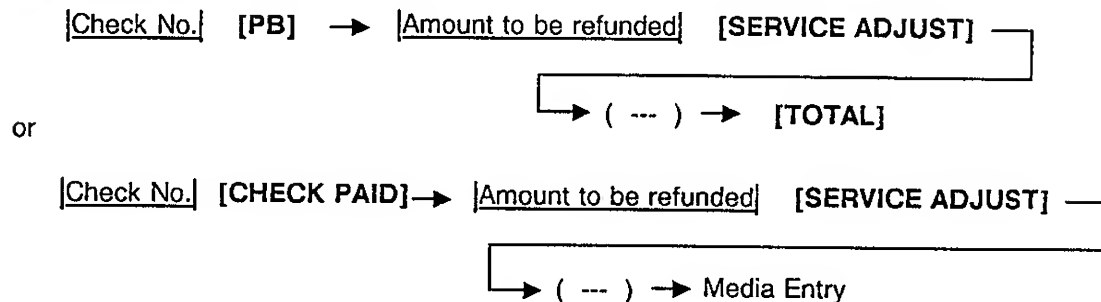 Check No. [PB] → Amount to be refunded [SERVICE ADJUST]
→ ( --- ) → [TOTAL]
or
Check No. [CHECK PAID] → Amount to be refunded [SERVICE ADJUST]
→ ( --- ) → Media Entry